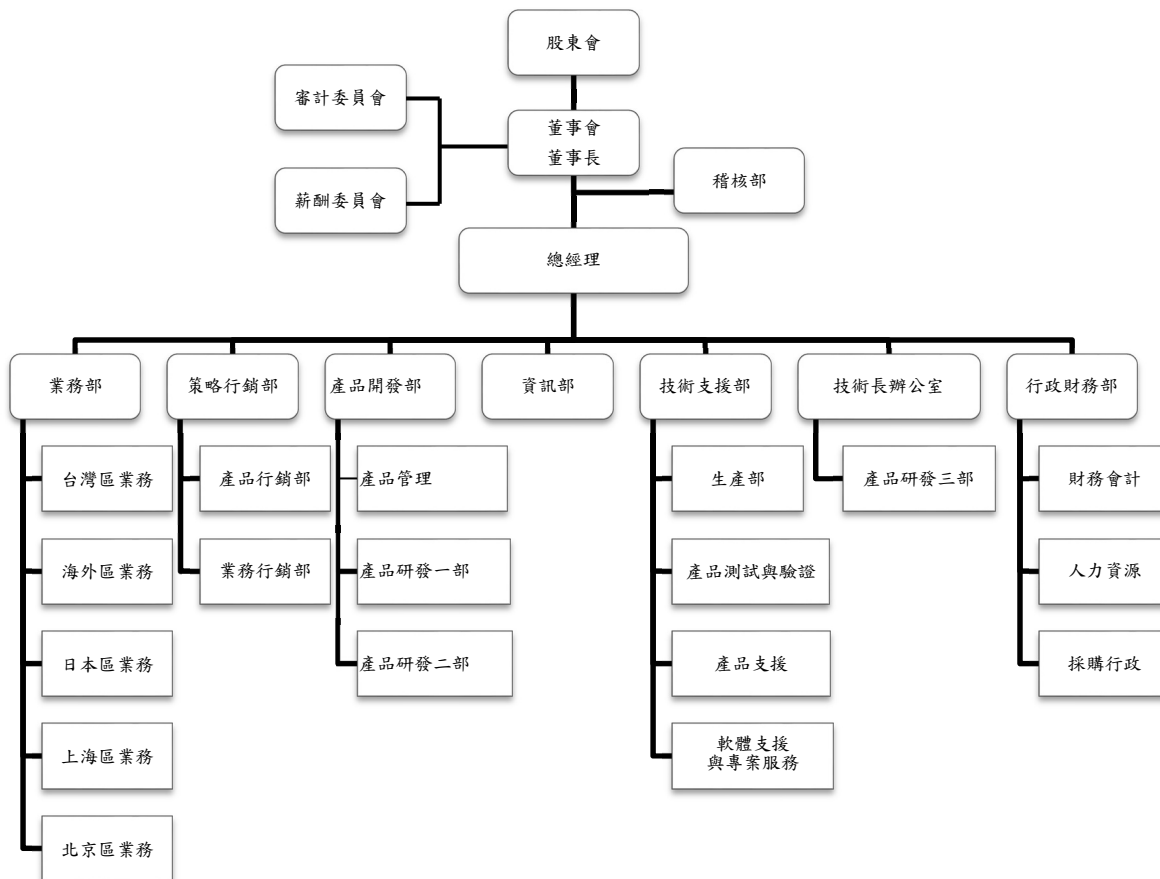 股東會
審計委員會
董事會
董事長
薪酬委員會
稽核部
總經理
業務部
策略行銷部
產品開發部
資訊部
技術支援部
技術長辦公室
行政財務部
台灣區業務
海外區業務
日本區業務
上海區業務
北京區業務
產品行銷部
業務行銷部
產品管理
產品研發一部
產品研發二部
生產部
產品測試與驗證
產品支援
軟體支援
與專案服務
產品研發三部
財務會計
人力資源
採購行政